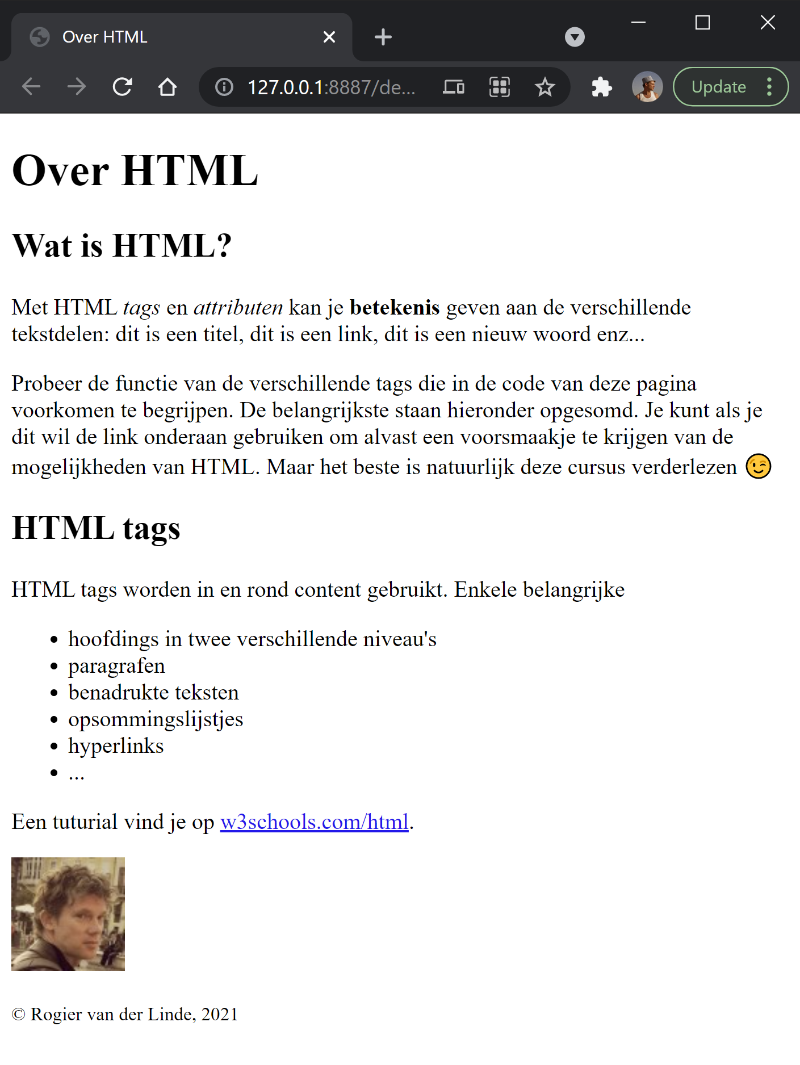 Over HTML
127.0.0.1:8887/de...
Update
Over HTML
Wat is HTML?
Met HTML tags en attributen kan je betekenis geven aan de verschillende
tekstdelen: dit is een titel, dit is een link, dit is een nieuw woord enz...
Probeer de functie van de verschillende tags die in de code van deze pagina
voorkomen te begrijpen. De belangrijkste staan hieronder opgesomd. Je kunt als je
dit wil de link onderaan gebruiken om alvast een voorsmaakje te krijgen van de
mogelijkheden van HTML. Maar het beste is natuurlijk deze cursus verderlezen 😉
HTML tags
HTML tags worden in en rond content gebruikt. Enkele belangrijke
• hoofdings in twee verschillende niveau's
• paragrafen
• benadrukte teksten
• opsommingslijstjes
• hyperlinks
• ...
Een tuturial vind je op w3schools.com/html.
© Rogier van der Linde, 2021